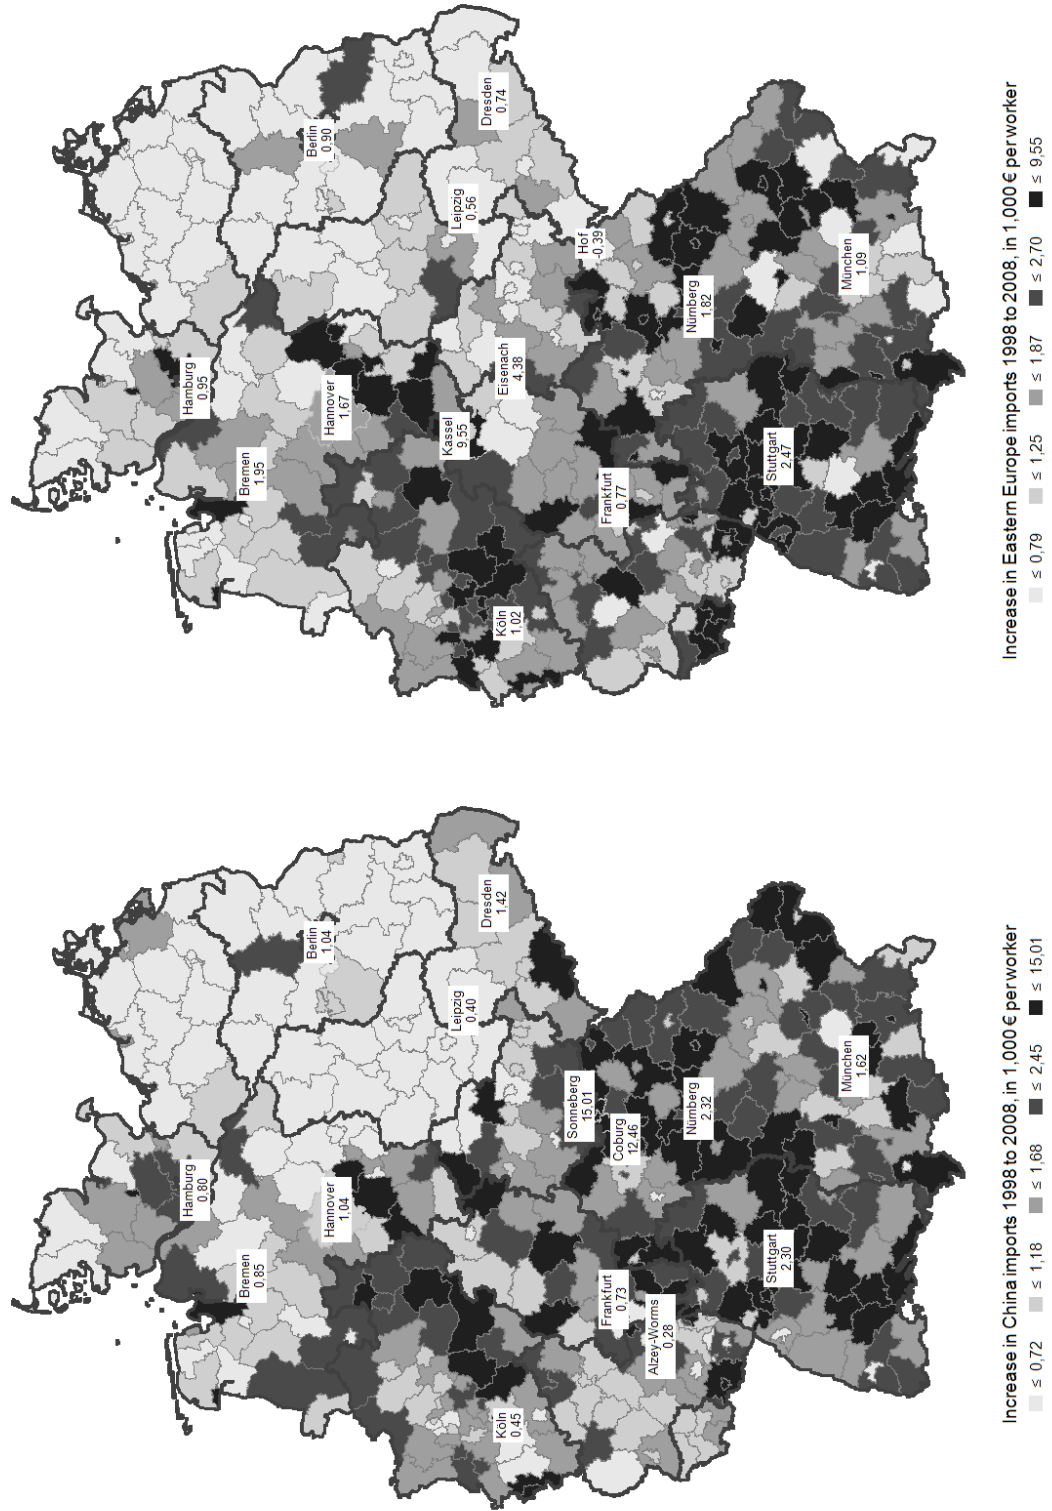 Hamburg
0,80
Bremen
0,85
Berlin
1,04
Hannover
1,04
Leipzig
0,40
Dresden
1,42
Köln
0,45
Sonneberg
15,01
Frankfurt
0,73
Coburg
12,46
Alzey-Worms
0,28
Nürnberg
2,32
Stuttgart
2,30
München
1,62
Increase in China imports 1998 to 2008, in 1,000 € per worker
≤ 0,72 ≤ 1,18 ≤ 1,68 ≤ 2,45 ≤ 15,01
Hamburg
0,95
Bremen
1,95
Berlin
0,90
Hannover
1,67
Kassel
9,55
Leipzig
0,56
Dresden
0,74
Eisenach
4,38
Köln
1,02
Hof
-0,39
Frankfurt
0,77
Nürnberg
1,82
Stuttgart
2,47
München
1,09
Increase in Eastern Europe imports 1998 to 2008, in 1,000 € per worker
≤ 0,79 ≤ 1,25 ≤ 1,87 ≤ 2,70 ≤ 9,55